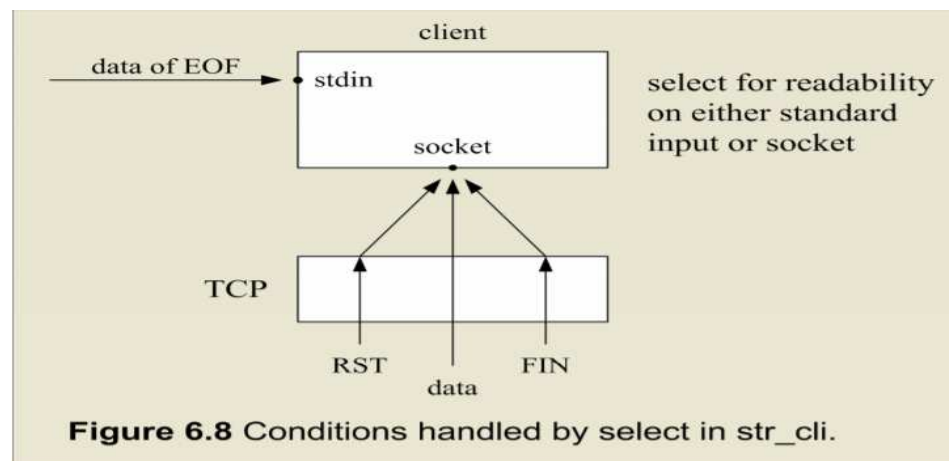 client
data of EOF
stdin
select for readability
on either standard
input or socket
socket
TCP
RST
data
FIN
Figure 6.8 Conditions handled by select in str_cli.